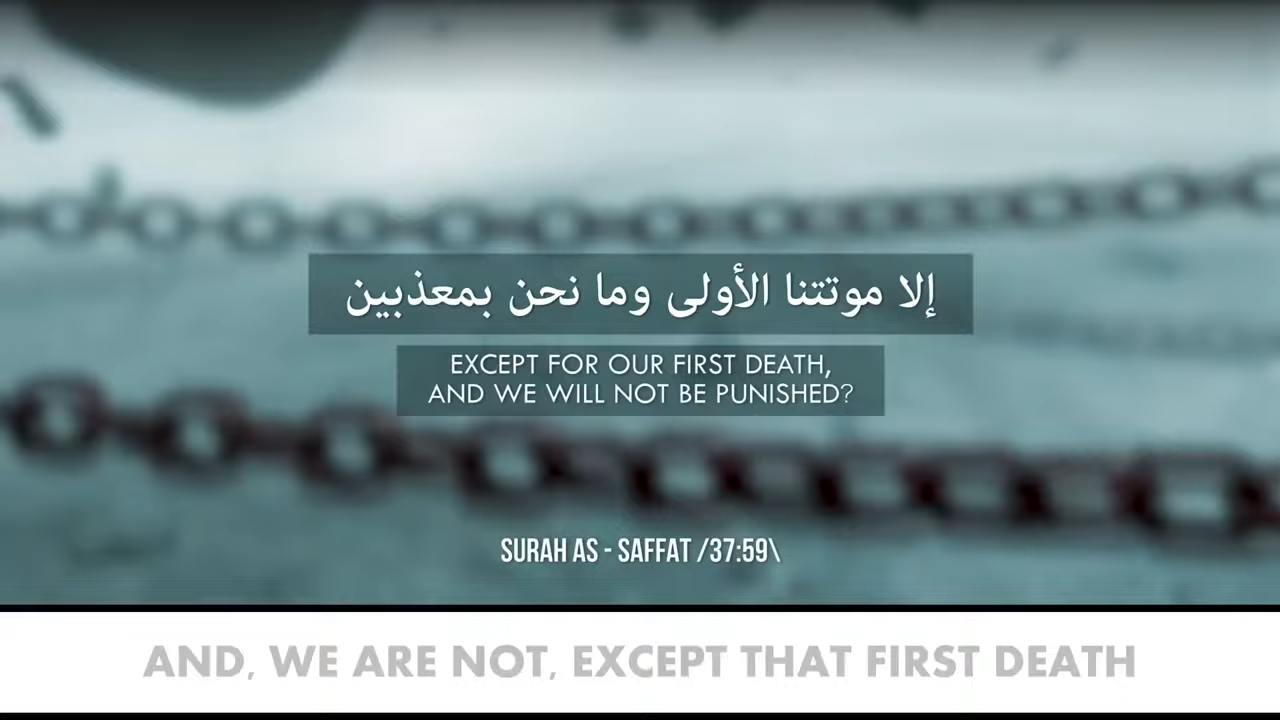 إلا موتتنا الأولى وما نحن بمعذبين
EXCEPT FOR OUR FIRST DEATH,
AND WE WILL NOT BE PUNISHED?
SURAH AS - SAFFAT /37:59\
AND, WE ARE NOT, EXCEPT THAT FIRST DEATH